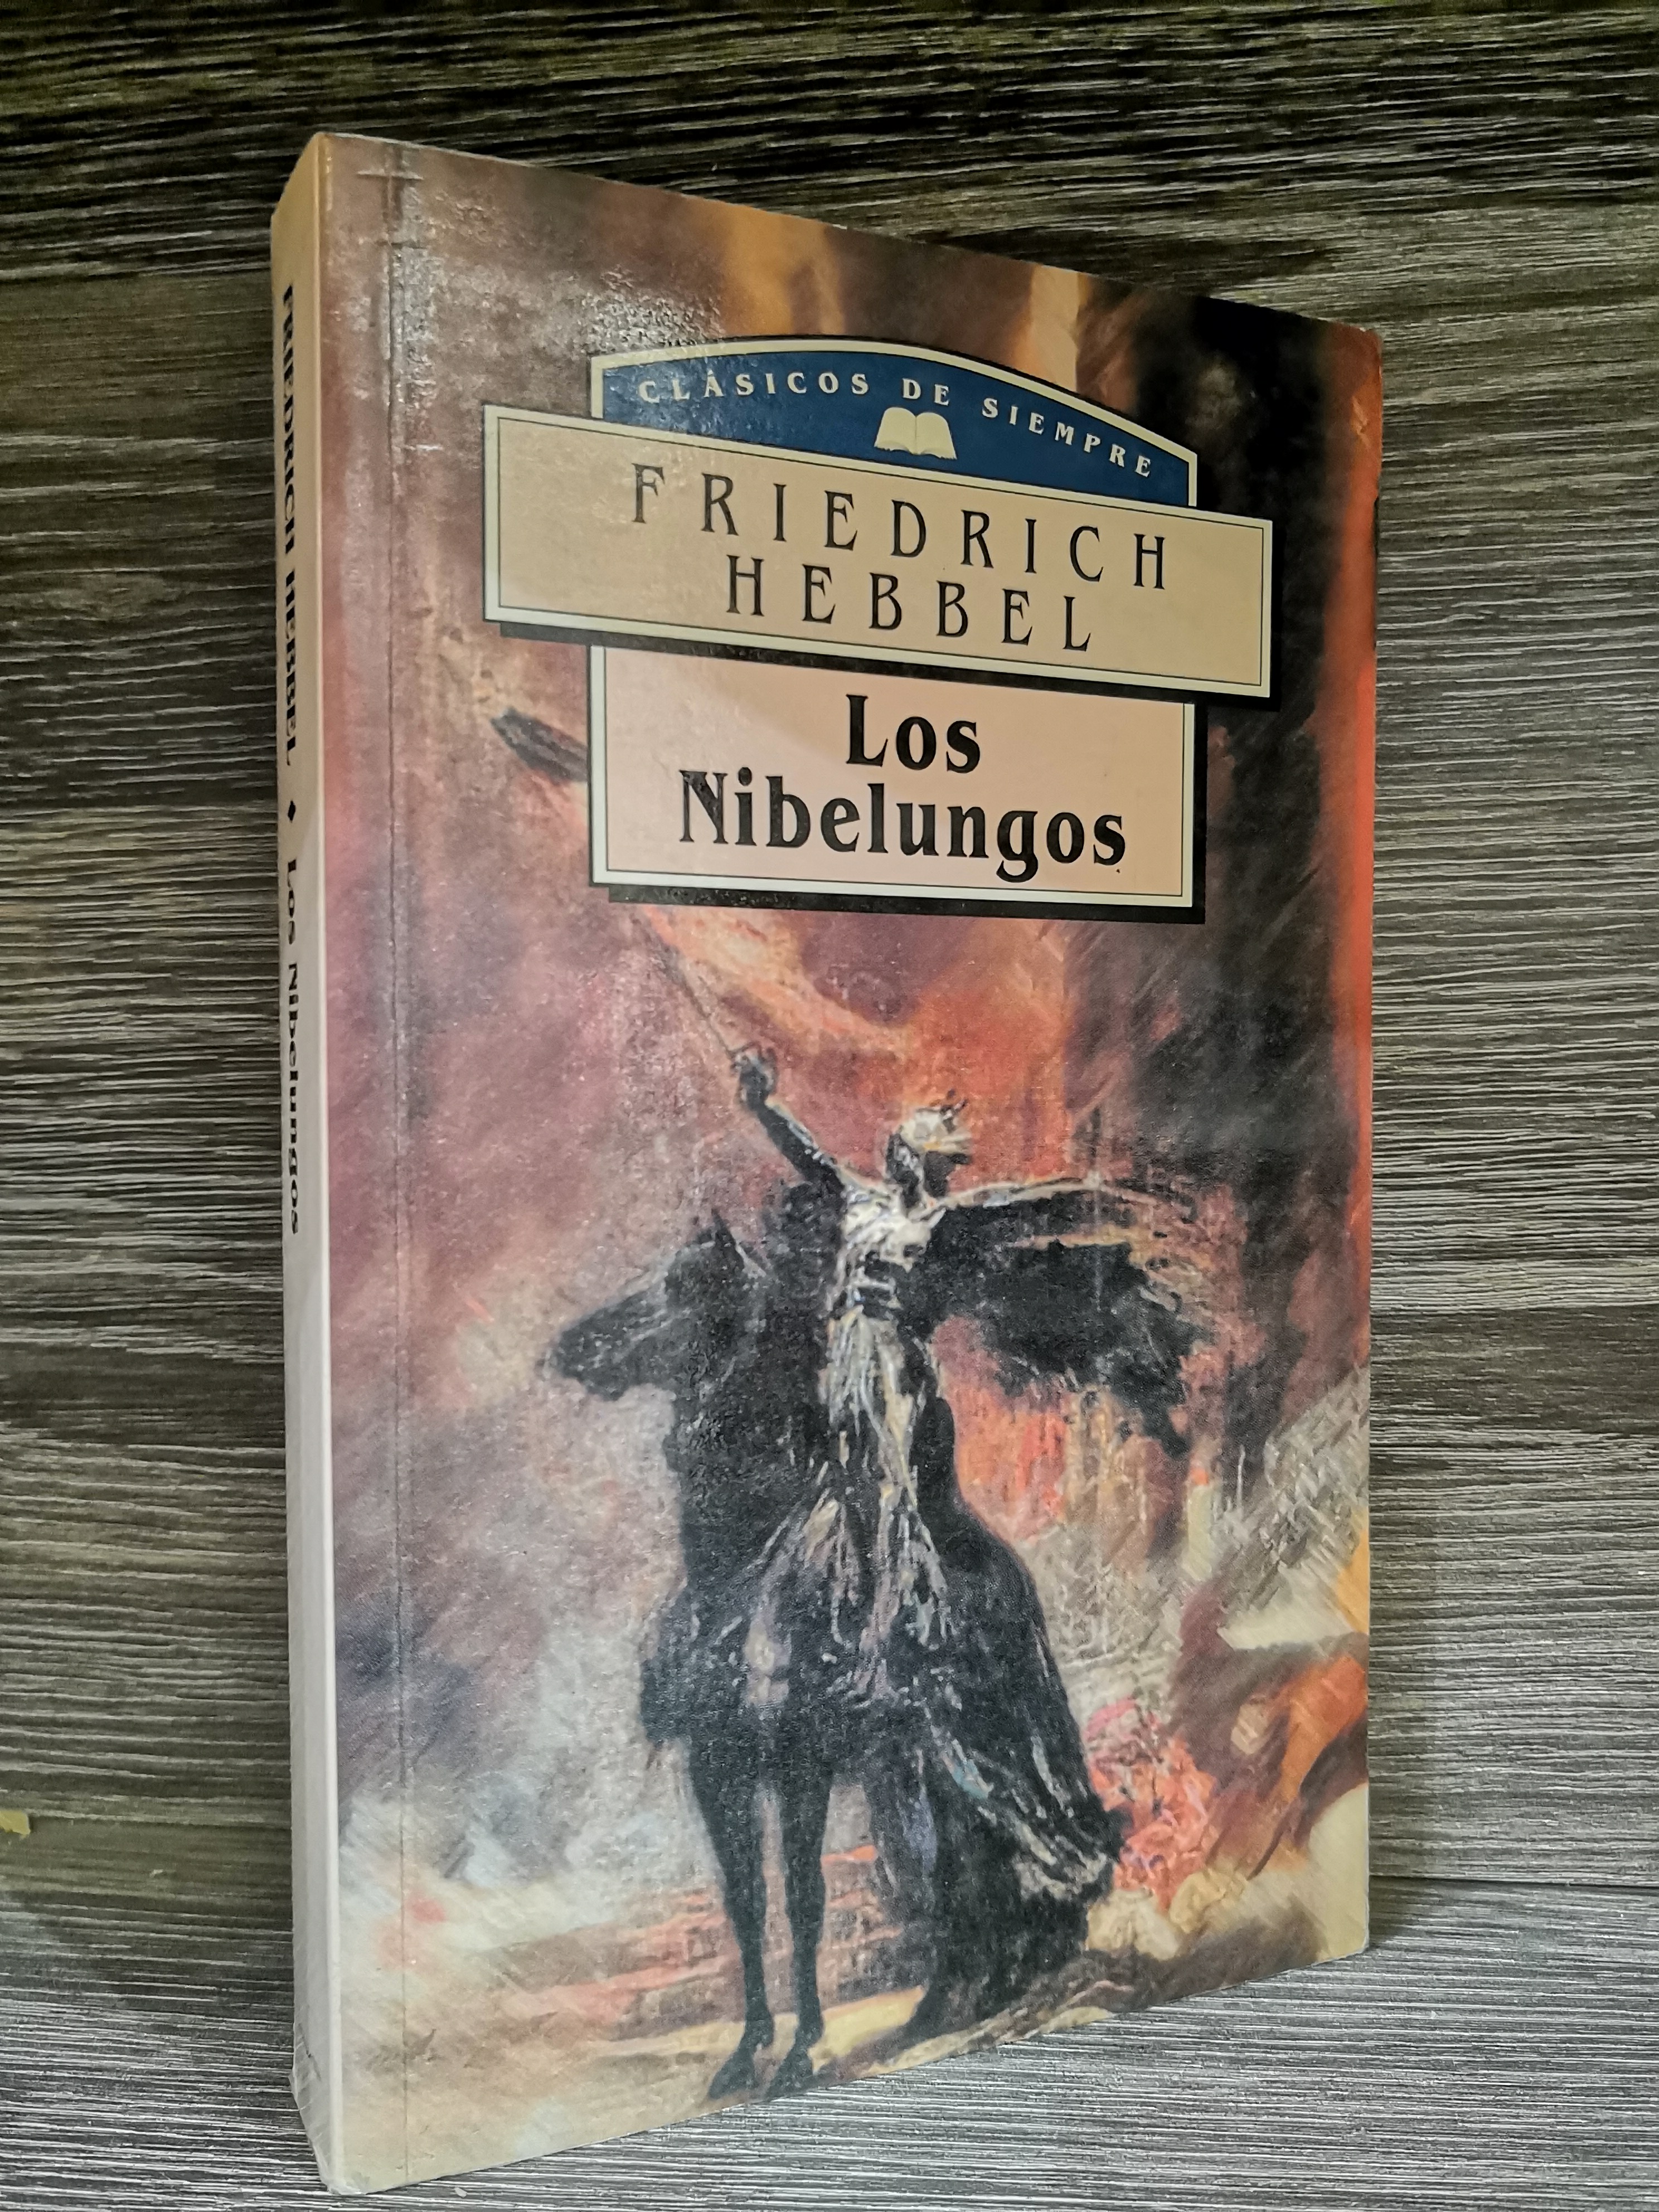 CLÁSICOS DE SIEMPRE
FRIEDRICH
HEBBEL
Los
Nibelungos
FRIEDRICH HEBBEL ♦ Los Nibelungos